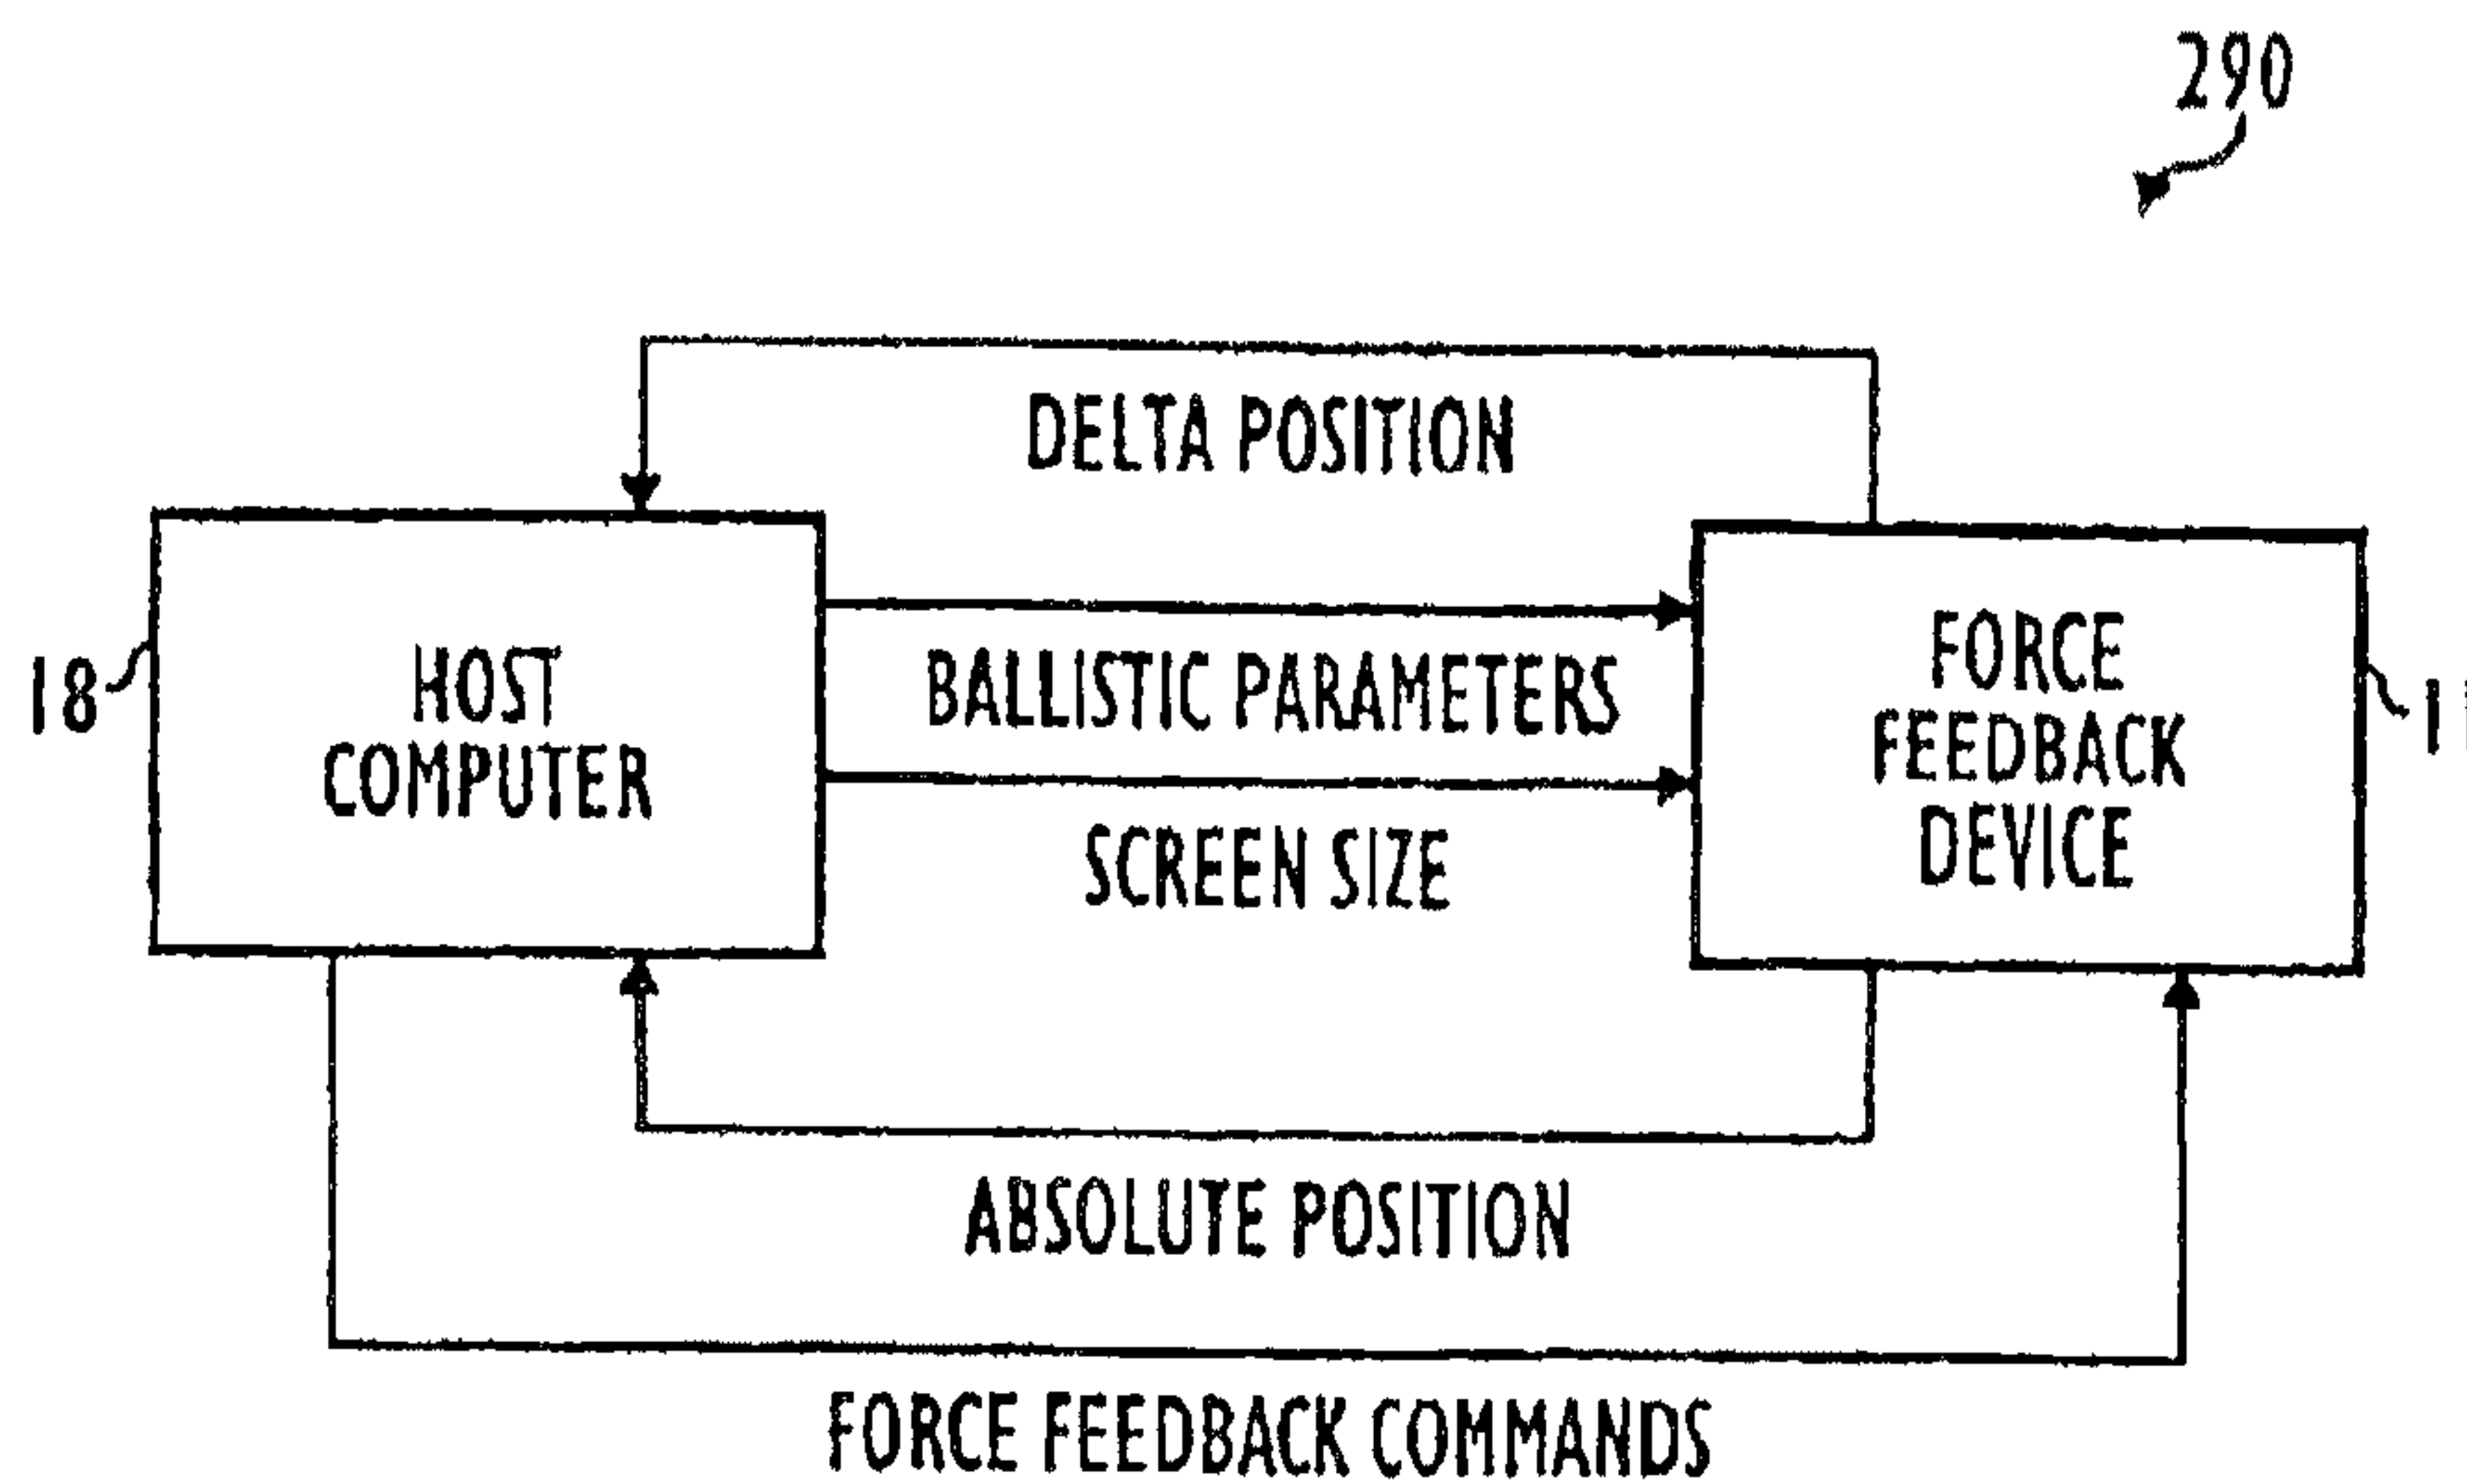 290
DELTA POSITION
18
HOST
COMPUTER
BALLISTIC PARAMETERS
SCREEN SIZE
FORCE
FEEDBACK
DEVICE
ABSOLUTE POSITION
FORCE FEEDBACK COMMANDS